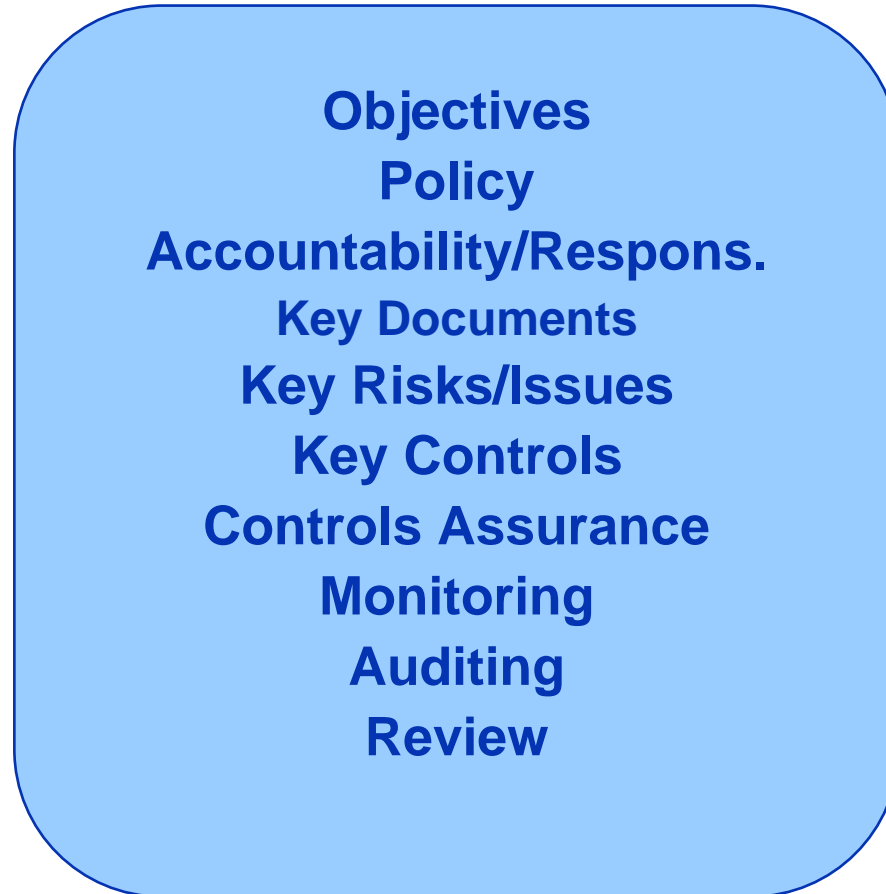 Objectives
Policy
Accountability/Respons.
Key Documents
Key Risks/Issues
Key Controls
Controls Assurance
Monitoring
Auditing
Review